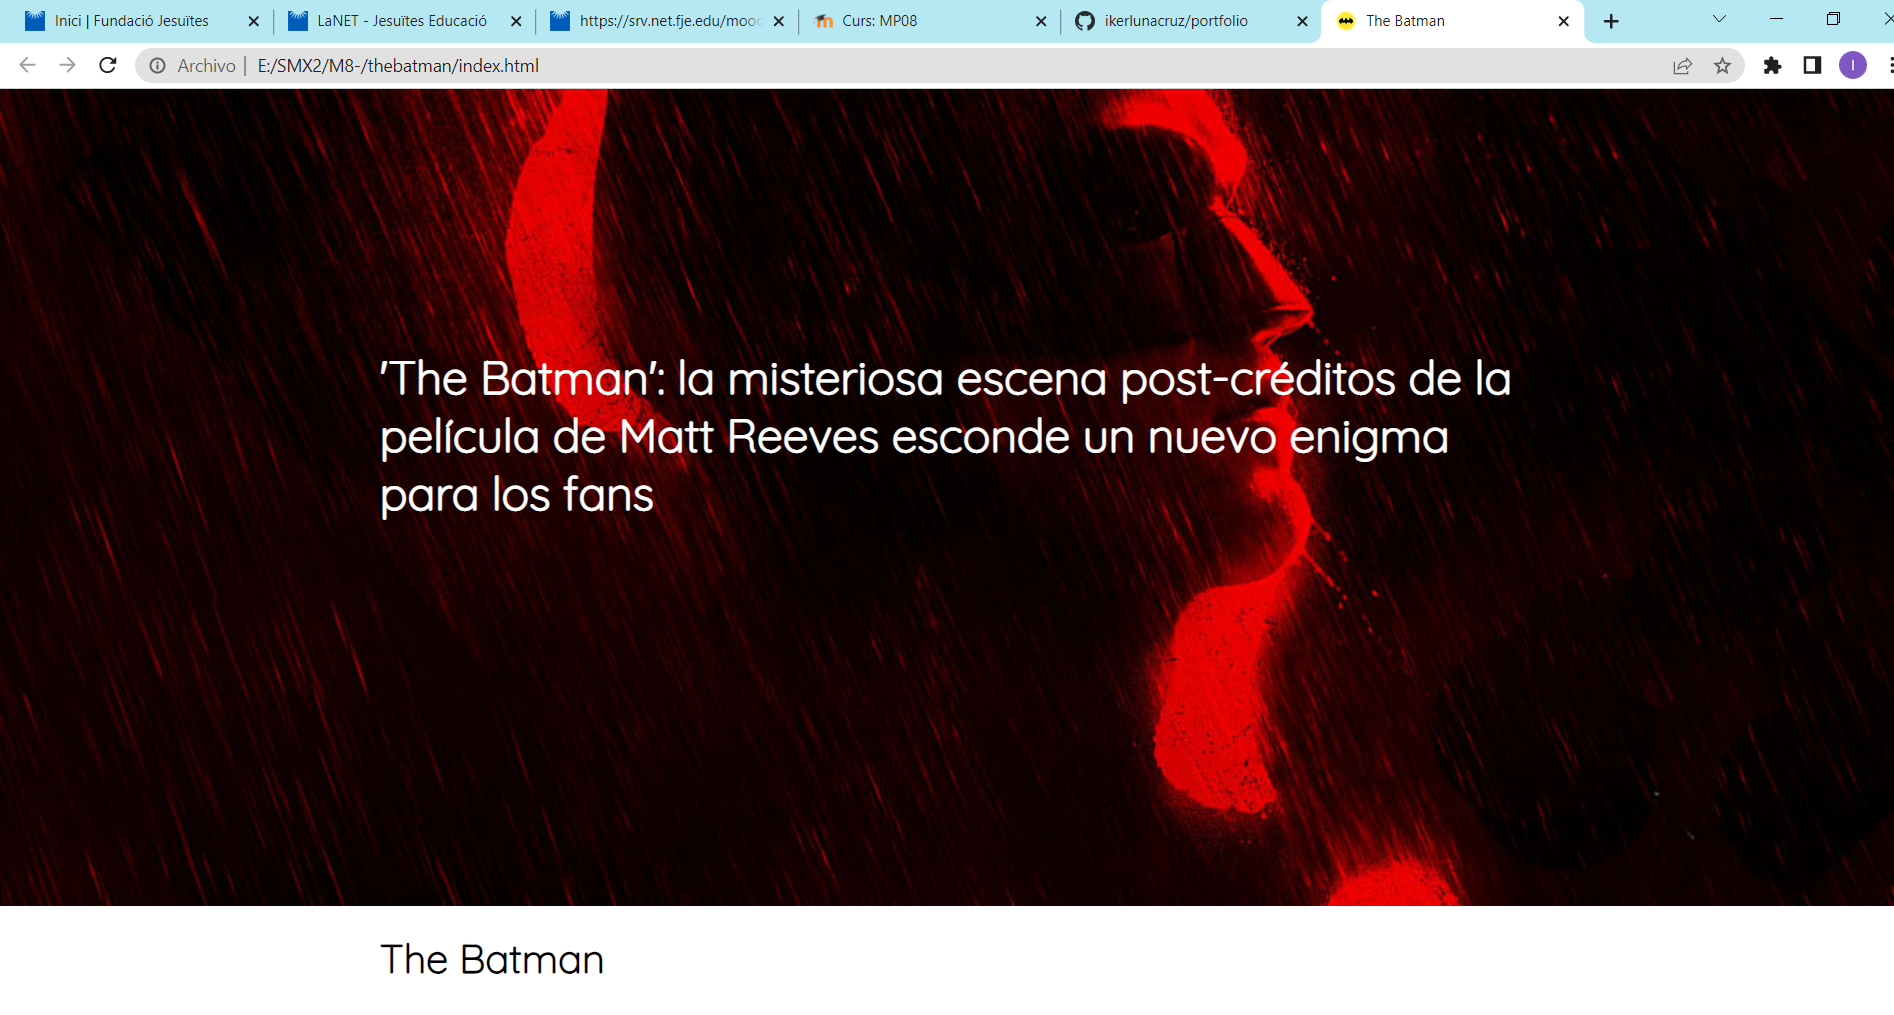 Inici | Fundació Jesuïtes
LaNET - Jesuïtes Educació
https://srv.net.fje.edu/mood
Curs: MP08
ikerlunacruz/portfolio
The Batman
Archivo | E:/SMX2/M8-/thebatman/index.html
I
'The Batman': la misteriosa escena post-créditos de la
película de Matt Reeves esconde un nuevo enigma
para los fans
The Batman